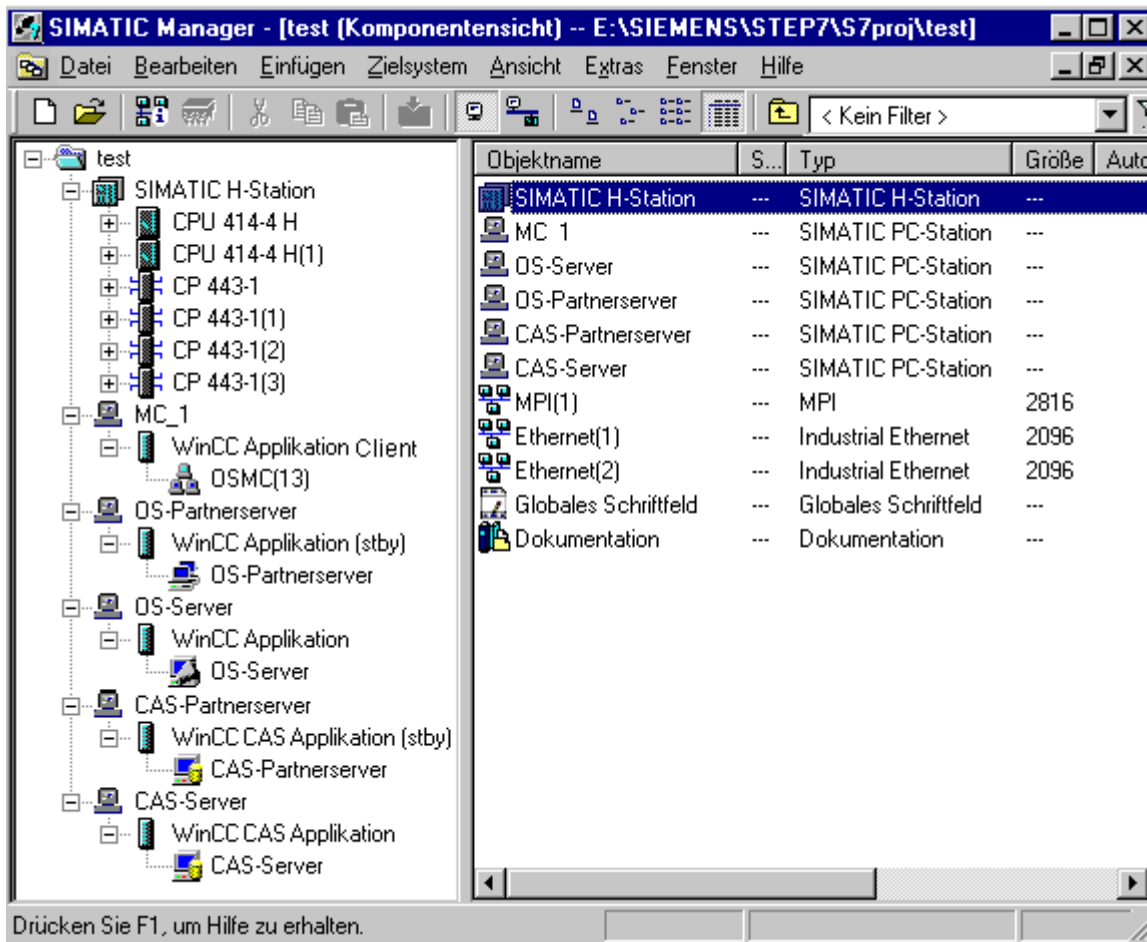 SIMATIC Manager - [test (Komponentensicht) -- E:\SIEMENS\STEP7\S7proj\test]
Datei Bearbeiten Einfügen Zielsystem Ansicht Extras Fenster Hilfe
< Kein Filter >
test
SIMATIC H-Station
CPU 414-4 H
CPU 414-4 H(1)
CP 443-1
CP 443-1(1)
CP 443-1(2)
CP 443-1(3)
MC_1
WinCC Applikation Client
OSMC(13)
OS-Partnerserver
WinCC Applikation (stby)
OS-Partnerserver
OS-Server
WinCC Applikation
OS-Server
CAS-Partnerserver
WinCC CAS Applikation (stby)
CAS-Partnerserver
CAS-Server
WinCC CAS Applikation
CAS-Server
Objektname S... Typ Größe Auto
SIMATIC H-Station --- SIMATIC H-Station ---
MC 1 --- SIMATIC PC-Station ---
OS-Server --- SIMATIC PC-Station ---
OS-Partnerserver --- SIMATIC PC-Station ---
CAS-Partnerserver --- SIMATIC PC-Station ---
CAS-Server --- SIMATIC PC-Station ---
MPI(1) --- MPI 2816
Ethernet(1) --- Industrial Ethernet 2096
Ethernet(2) --- Industrial Ethernet 2096
Globales Schriftfeld --- Globales Schriftfeld ---
Dokumentation --- Dokumentation ---
Drücken Sie F1, um Hilfe zu erhalten.